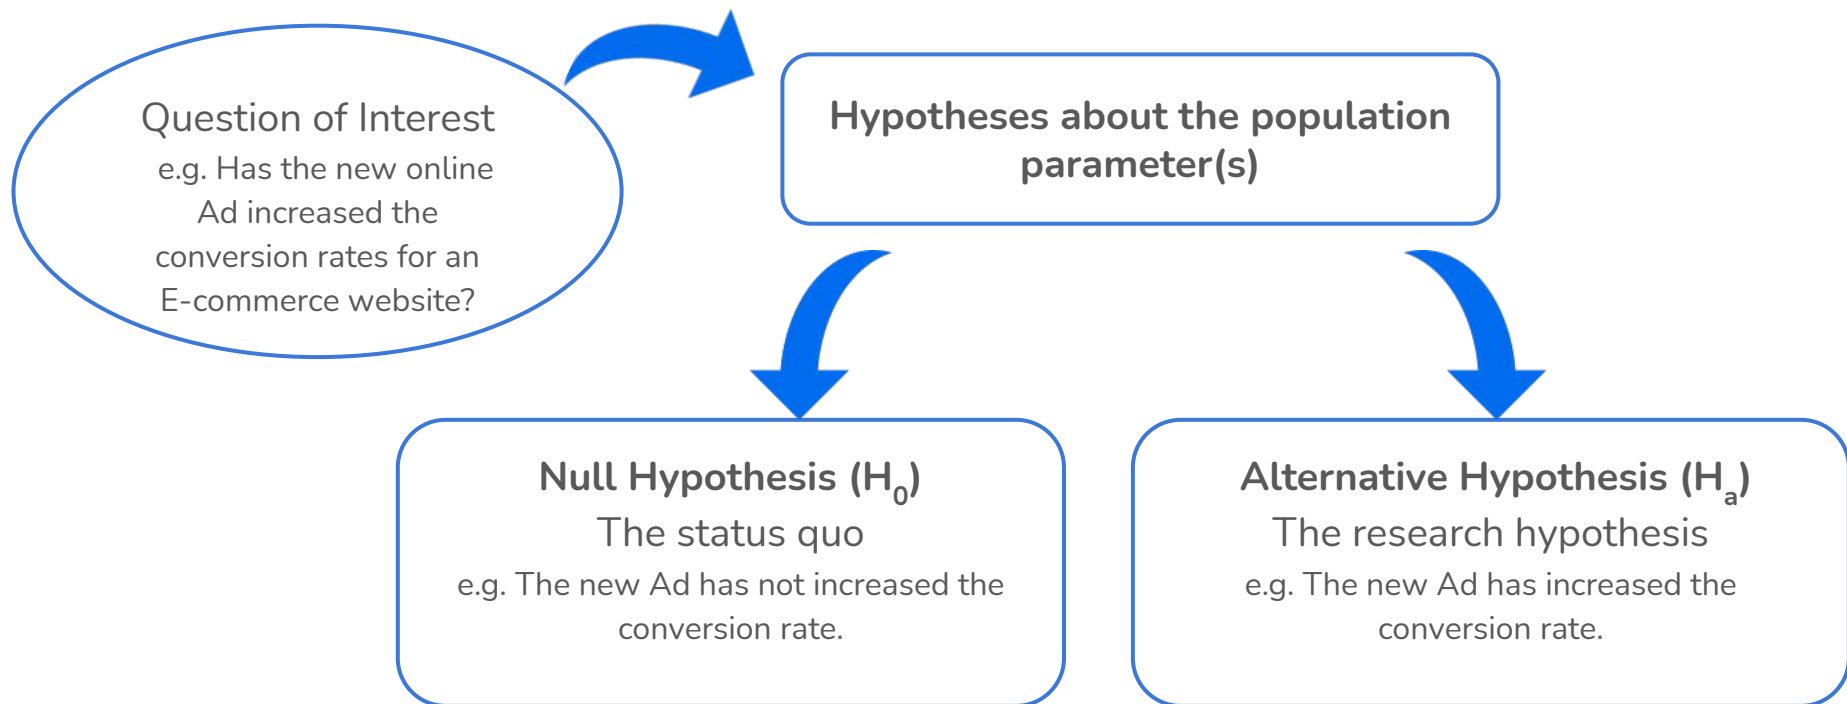 Question of Interest
e.g. Has the new online
Ad increased the
conversion rates for an
E-commerce website?
Hypotheses about the population
parameter(s)
Null Hypothesis (H₀)
The status quo
e.g. The new Ad has not increased the
conversion rate.
Alternative Hypothesis (Hₐ)
The research hypothesis
e.g. The new Ad has increased the
conversion rate.